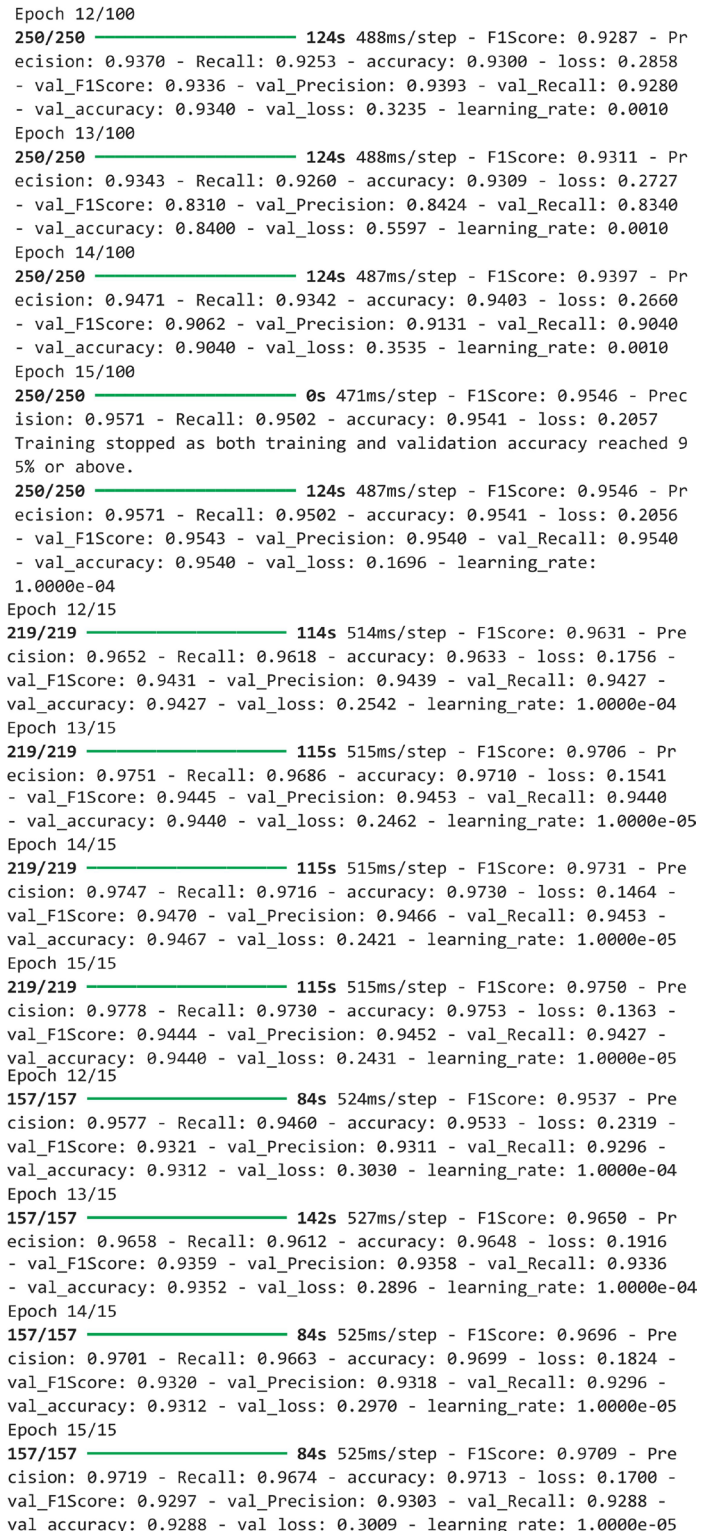 Epoch 12/100
250/250 ━━━━━━━━━━━━━━━━━━━━ 124s 488ms/step - F1Score: 0.9287 - Pr
ecision: 0.9370 - Recall: 0.9253 - accuracy: 0.9300 - loss: 0.2858
- val_F1Score: 0.9336 - val_Precision: 0.9393 - val_Recall: 0.9280
- val_accuracy: 0.9340 - val_loss: 0.3235 - learning_rate: 0.0010
Epoch 13/100
250/250 ━━━━━━━━━━━━━━━━━━━━ 124s 488ms/step - F1Score: 0.9311 - Pr
ecision: 0.9343 - Recall: 0.9260 - accuracy: 0.9309 - loss: 0.2727
- val_F1Score: 0.8310 - val_Precision: 0.8424 - val_Recall: 0.8340
- val_accuracy: 0.8400 - val_loss: 0.5597 - learning_rate: 0.0010
Epoch 14/100
250/250 ━━━━━━━━━━━━━━━━━━━━ 124s 487ms/step - F1Score: 0.9397 - Pr
ecision: 0.9471 - Recall: 0.9342 - accuracy: 0.9403 - loss: 0.2660
- val_F1Score: 0.9062 - val_Precision: 0.9131 - val_Recall: 0.9040
- val_accuracy: 0.9040 - val_loss: 0.3535 - learning_rate: 0.0010
Epoch 15/100
250/250 ━━━━━━━━━━━━━━━━━━━━ 0s 471ms/step - F1Score: 0.9546 - Prec
ision: 0.9571 - Recall: 0.9502 - accuracy: 0.9541 - loss: 0.2057
Training stopped as both training and validation accuracy reached 9
5% or above.
250/250 ━━━━━━━━━━━━━━━━━━━━ 124s 487ms/step - F1Score: 0.9546 - Pr
ecision: 0.9571 - Recall: 0.9502 - accuracy: 0.9541 - loss: 0.2056
- val_F1Score: 0.9543 - val_Precision: 0.9540 - val_Recall: 0.9540
- val_accuracy: 0.9540 - val_loss: 0.1696 - learning_rate:
1.0000e-04
Epoch 12/15
219/219 ━━━━━━━━━━━━━━━━━━━━ 114s 514ms/step - F1Score: 0.9631 - Pre
cision: 0.9652 - Recall: 0.9618 - accuracy: 0.9633 - loss: 0.1756 -
val_F1Score: 0.9431 - val_Precision: 0.9439 - val_Recall: 0.9427 -
val_accuracy: 0.9427 - val_loss: 0.2542 - learning_rate: 1.0000e-04
Epoch 13/15
219/219 ━━━━━━━━━━━━━━━━━━━━ 115s 515ms/step - F1Score: 0.9706 - Pr
ecision: 0.9751 - Recall: 0.9686 - accuracy: 0.9710 - loss: 0.1541
- val_F1Score: 0.9445 - val_Precision: 0.9453 - val_Recall: 0.9440
- val_accuracy: 0.9440 - val_loss: 0.2462 - learning_rate: 1.0000e-05
Epoch 14/15
219/219 ━━━━━━━━━━━━━━━━━━━━ 115s 515ms/step - F1Score: 0.9731 - Pre
cision: 0.9747 - Recall: 0.9716 - accuracy: 0.9730 - loss: 0.1464 -
val_F1Score: 0.9470 - val_Precision: 0.9466 - val_Recall: 0.9453 -
val_accuracy: 0.9467 - val_loss: 0.2421 - learning_rate: 1.0000e-05
Epoch 15/15
219/219 ━━━━━━━━━━━━━━━━━━━━ 115s 515ms/step - F1Score: 0.9750 - Pre
cision: 0.9778 - Recall: 0.9730 - accuracy: 0.9753 - loss: 0.1363 -
val_F1Score: 0.9444 - val_Precision: 0.9452 - val_Recall: 0.9427 -
val_accuracy: 0.9440 - val_loss: 0.2431 - learning_rate: 1.0000e-05
Epoch 12/15
157/157 ━━━━━━━━━━━━━━━━━━━━ 84s 524ms/step - F1Score: 0.9537 - Pre
cision: 0.9577 - Recall: 0.9460 - accuracy: 0.9533 - loss: 0.2319 -
val_F1Score: 0.9321 - val_Precision: 0.9311 - val_Recall: 0.9296 -
val_accuracy: 0.9312 - val_loss: 0.3030 - learning_rate: 1.0000e-04
Epoch 13/15
157/157 ━━━━━━━━━━━━━━━━━━━━ 142s 527ms/step - F1Score: 0.9650 - Pr
ecision: 0.9658 - Recall: 0.9612 - accuracy: 0.9648 - loss: 0.1916
- val_F1Score: 0.9359 - val_Precision: 0.9358 - val_Recall: 0.9336
- val_accuracy: 0.9352 - val_loss: 0.2896 - learning_rate: 1.0000e-04
Epoch 14/15
157/157 ━━━━━━━━━━━━━━━━━━━━ 84s 525ms/step - F1Score: 0.9696 - Pre
cision: 0.9701 - Recall: 0.9663 - accuracy: 0.9699 - loss: 0.1824 -
val_F1Score: 0.9320 - val_Precision: 0.9318 - val_Recall: 0.9296 -
val_accuracy: 0.9312 - val_loss: 0.2970 - learning_rate: 1.0000e-05
Epoch 15/15
157/157 ━━━━━━━━━━━━━━━━━━━━ 84s 525ms/step - F1Score: 0.9709 - Pre
cision: 0.9719 - Recall: 0.9674 - accuracy: 0.9713 - loss: 0.1700 -
val_F1Score: 0.9297 - val_Precision: 0.9303 - val_Recall: 0.9288 -
val_accuracy: 0.9288 - val_loss: 0.3009 - learning_rate: 1.0000e-05